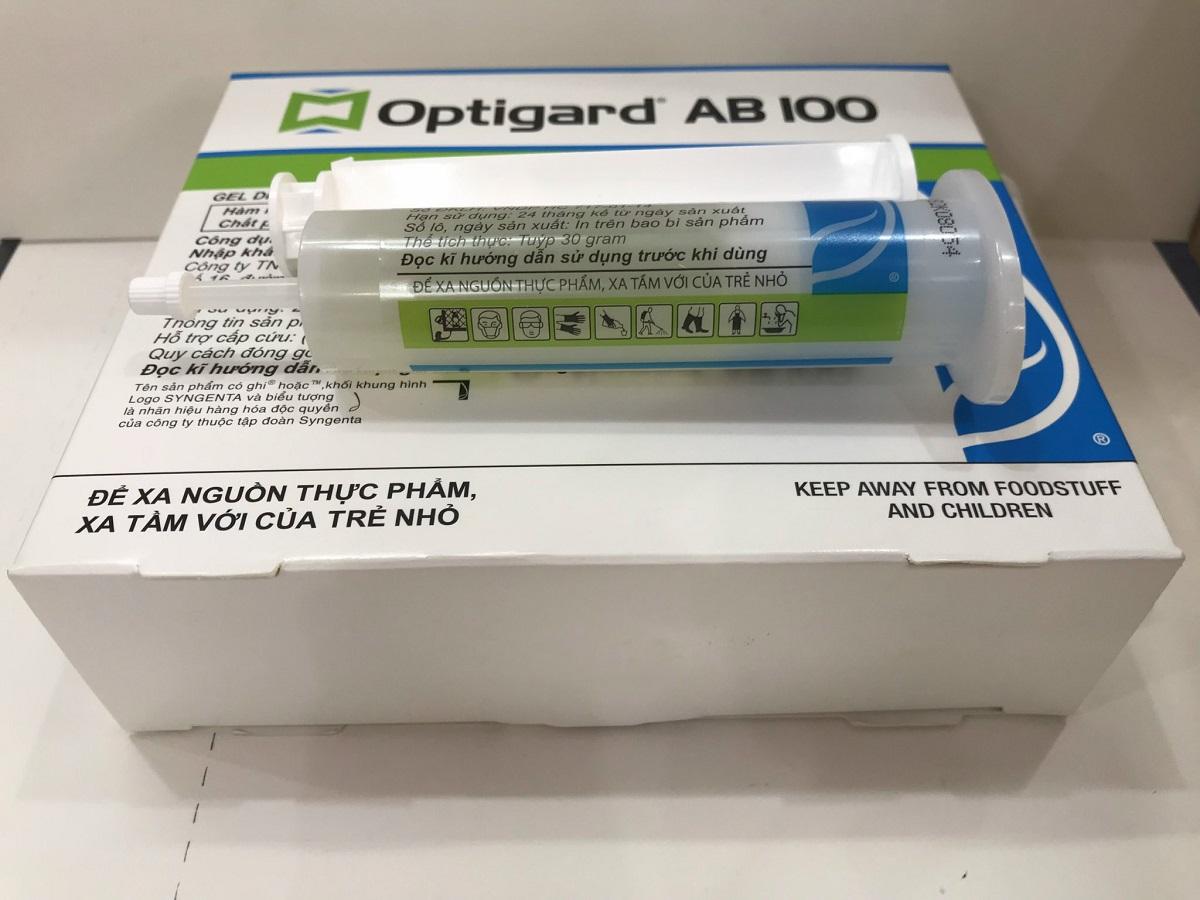 Optigard® AB 100
GEL D
Hàm
Chất
Công dụ
Nhập khẩ
Công ty TN
Hạn sử dụng: 24 tháng kể từ ngày sản xuất
Số lô, ngày sản xuất: In trên bao bì sản phẩm
Thể tích thực: Tuýp 30 gram
Đọc kĩ hướng dẫn sử dụng trước khi dùng
ĐỂ XA NGUỒN THỰC PHẨM, XA TẦM VỚI CỦA TRẺ NHỎ
®
Thông tin sản p
Hỗ trợ cấp cứu: (
Quy cách đóng gó
Đọc kĩ hướng dẫn
Tên sản phẩm có ghi® hoặc™,khối khung hình
Logo SYNGENTA và biểu tượng
là nhãn hiệu hàng hóa độc quyền
của công ty thuộc tập đoàn Syngenta
®
ĐỂ XA NGUỒN THỰC PHẨM,
XA TẦM VỚI CỦA TRẺ NHỎ
KEEP AWAY FROM FOODSTUFF
AND CHILDREN